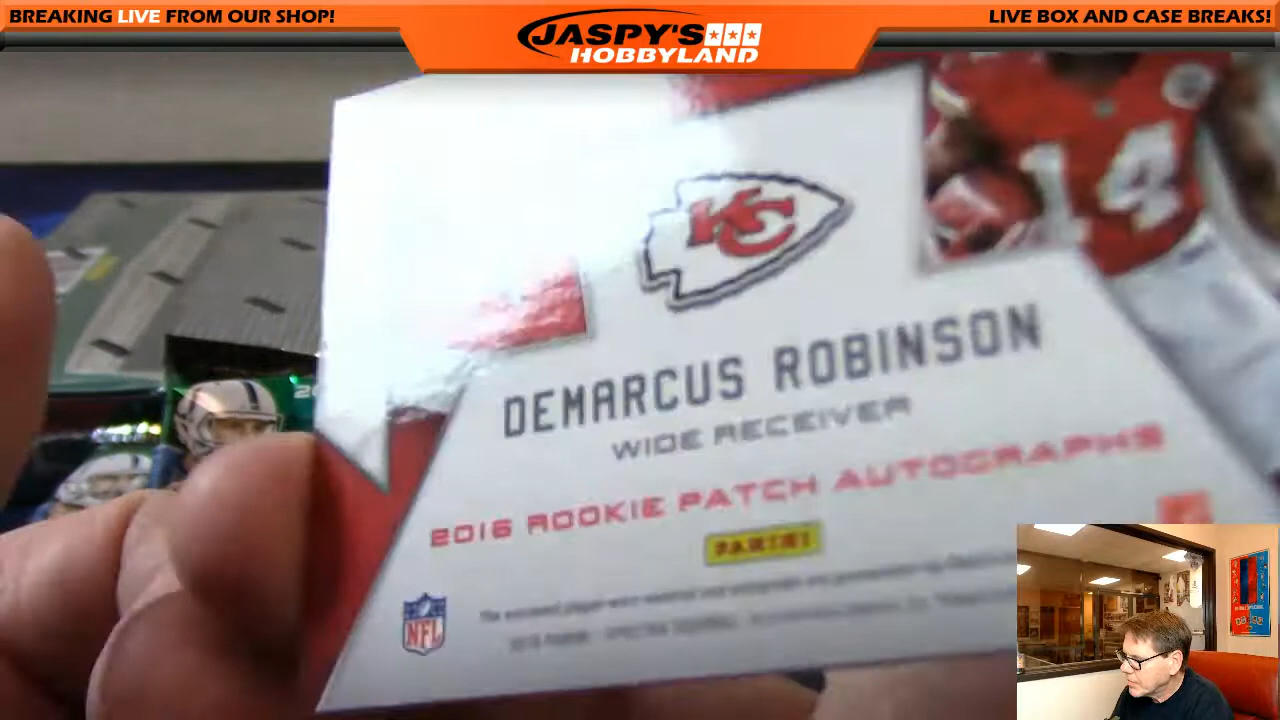 BREAKING LIVE FROM OUR SHOP!
JASPY'S
HOBBYLAND
LIVE BOX AND CASE BREAKS!
14
KC
DEMARCUS ROBINSON
WIDE RECEIVER
2016 ROOKIE PATCH AUTOGRAPHS
PANINI
NFL